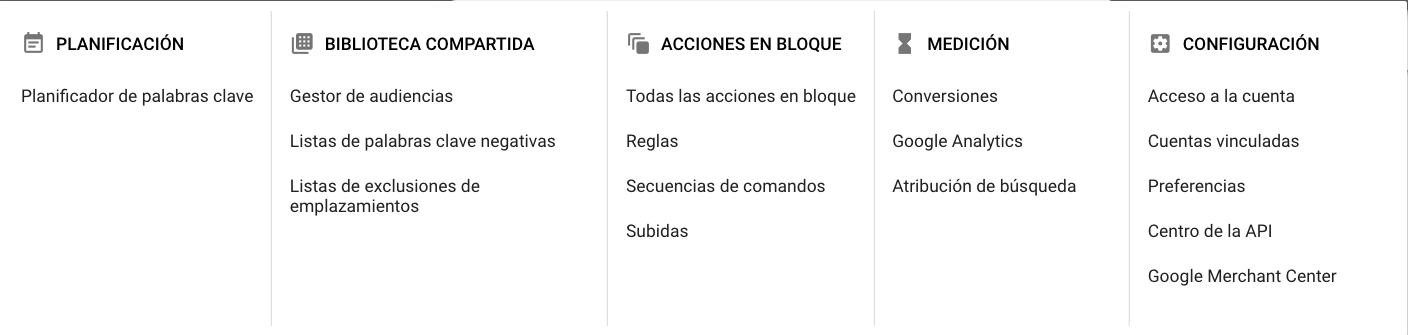 PLANIFICACIÓN
Planificador de palabras clave
BIBLIOTECA COMPARTIDA
Gestor de audiencias
Listas de palabras clave negativas
Listas de exclusiones de
emplazamientos
ACCIONES EN BLOQUE
Todas las acciones en bloque
Reglas
Secuencias de comandos
Subidas
MEDICIÓN
Conversiones
Google Analytics
Atribución de búsqueda
CONFIGURACIÓN
Acceso a la cuenta
Cuentas vinculadas
Preferencias
Centro de la API
Google Merchant Center